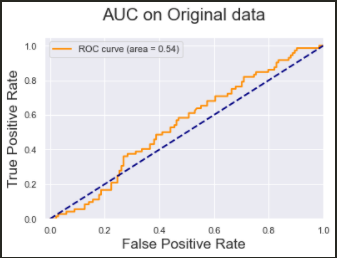 AUC on Original data
ROC curve (area = 0.54)
True Positive Rate
1.0
0.8
0.6
0.4
0.2
0.0
0.0 0.2 0.4 0.6 0.8 1.0
False Positive Rate